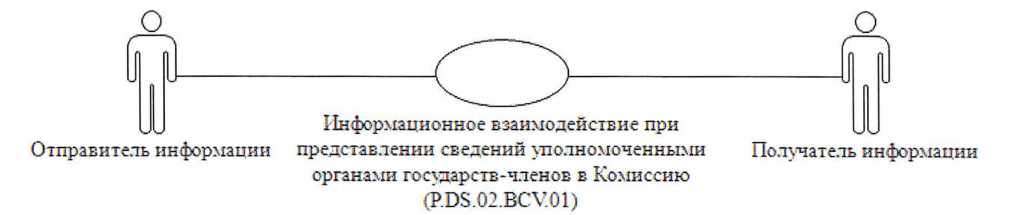 Информационное взаимодействие при
Отправитель информации
представлении сведений уполномоченными
Получатель информации
органами государств-членов в Комиссию
(P.DS.02.BCV.01)